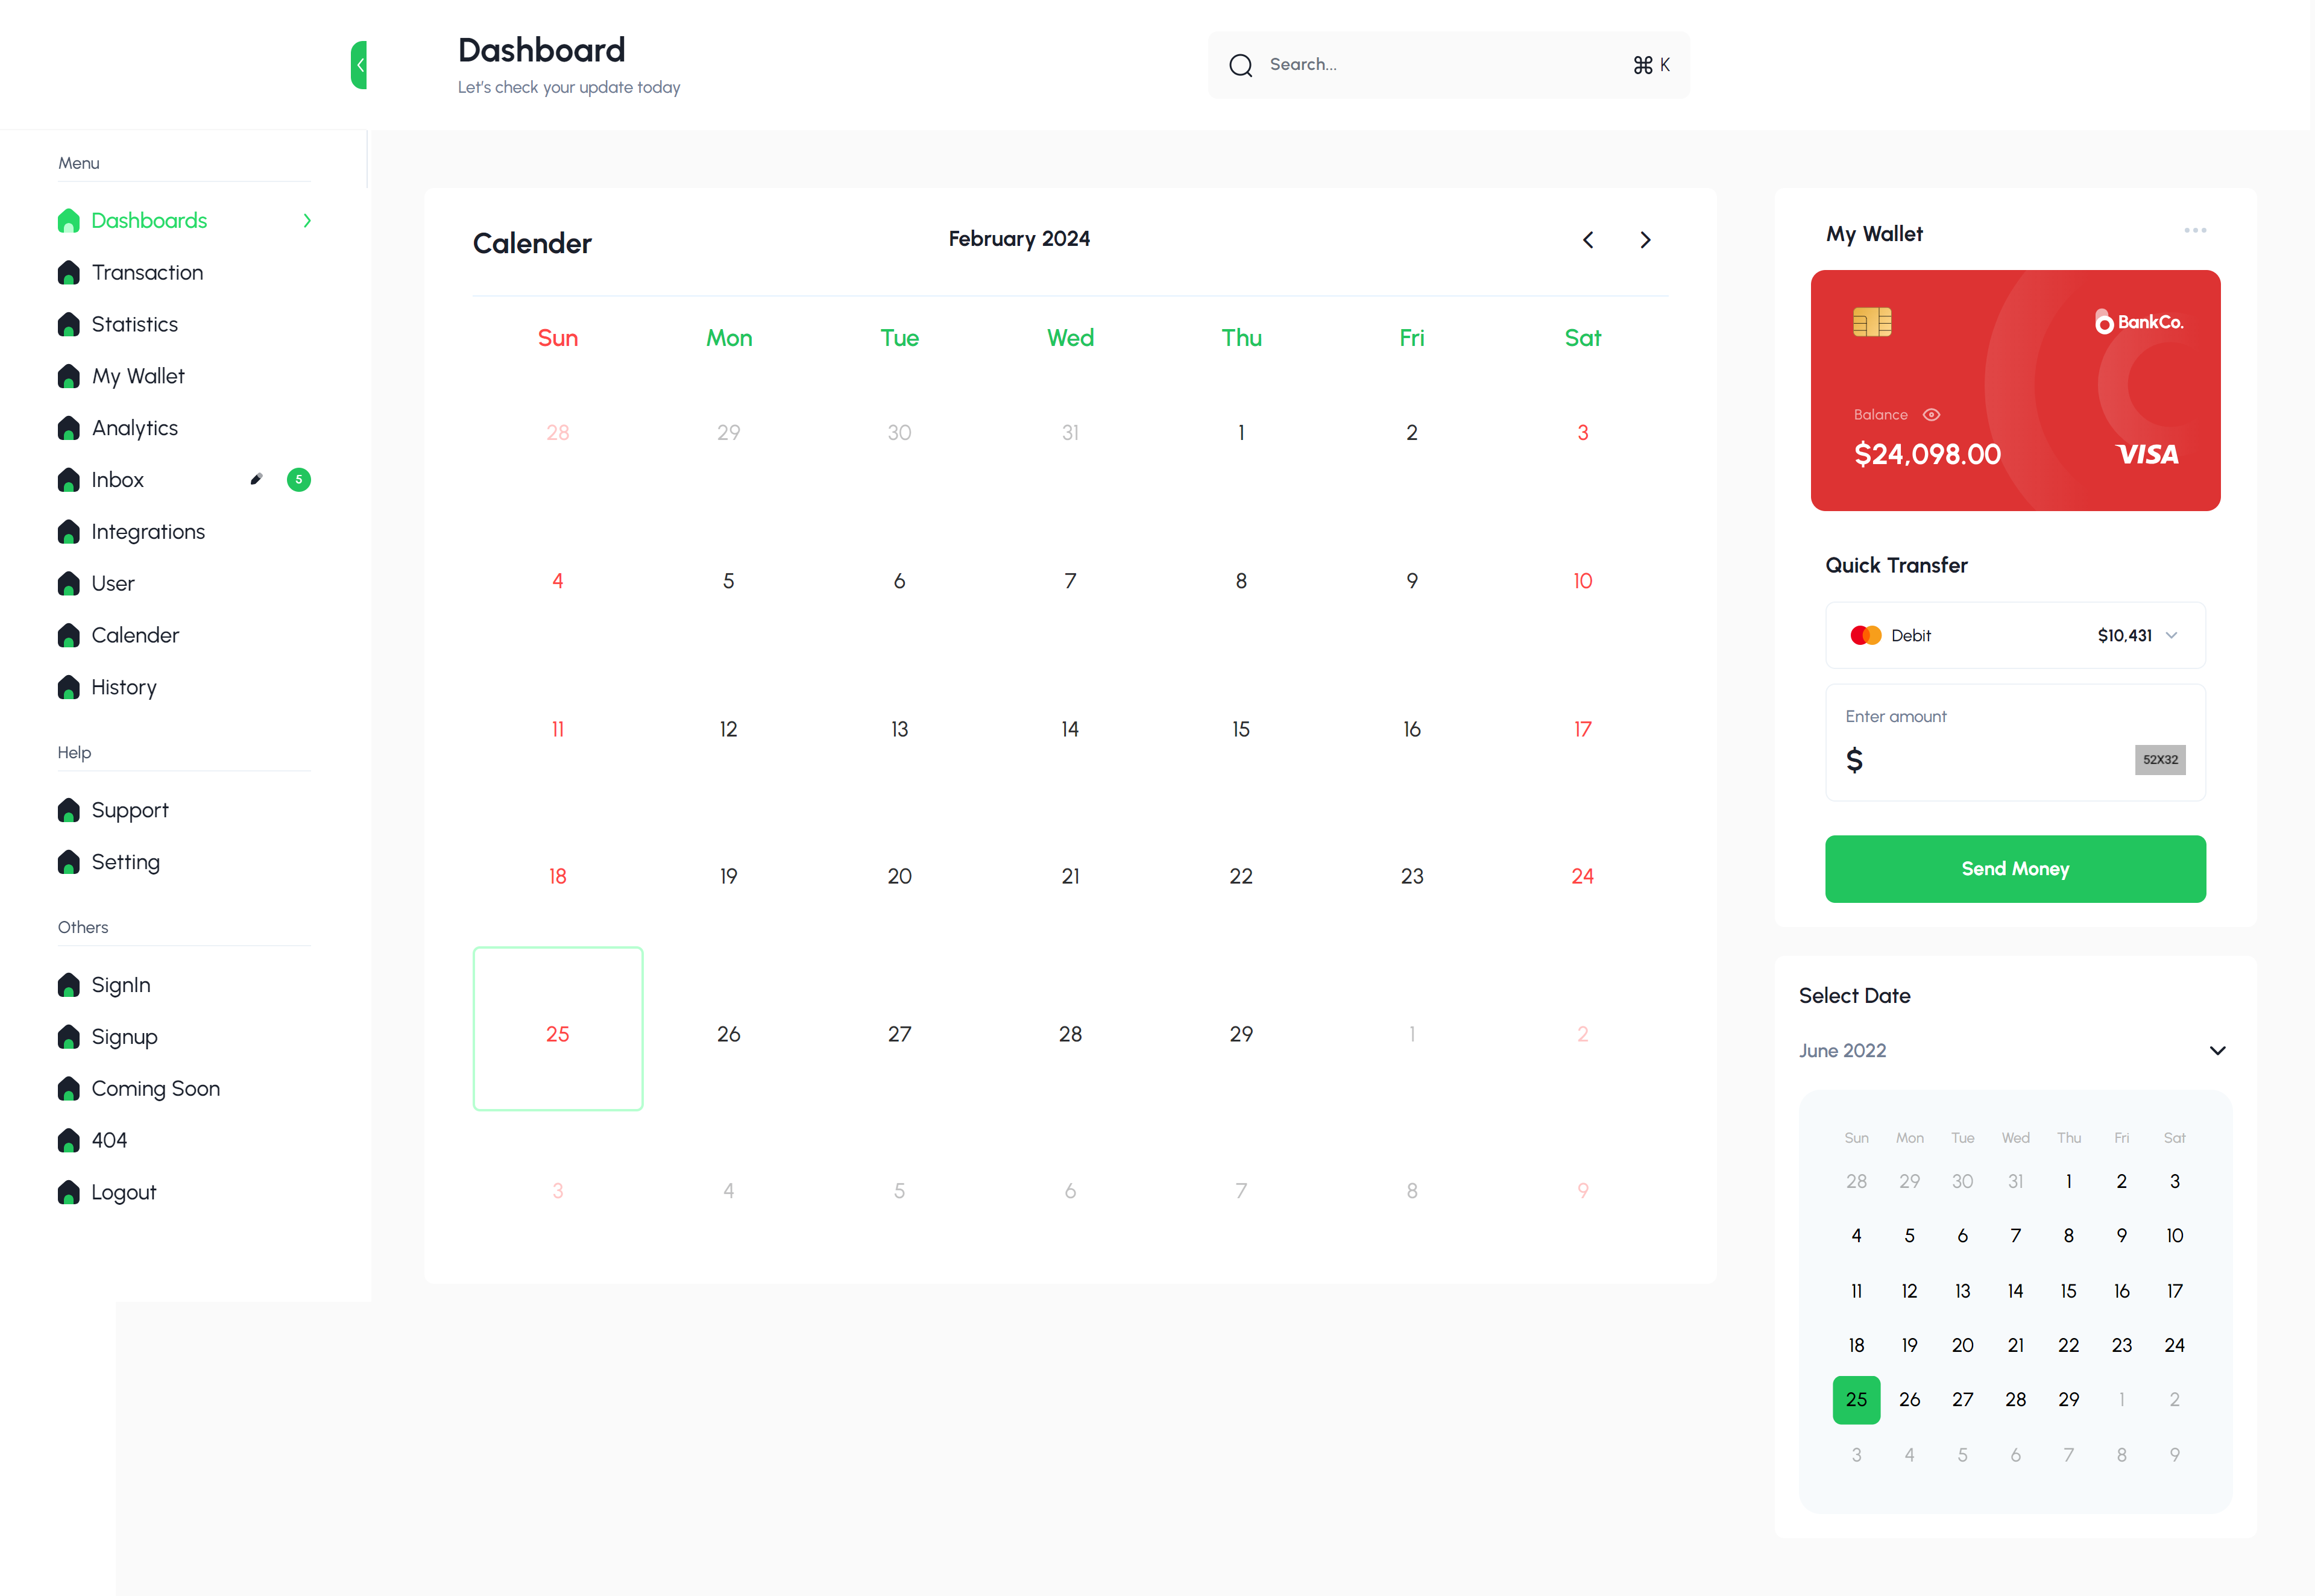 Dashboard
Let's check your update today
Search...
⌘ K
Menu
Dashboards
Transaction
Statistics
My Wallet
Analytics
Inbox 5
Integrations
User
Calender
History
Help
Support
Setting
Others
SignIn
Signup
Coming Soon
404
Logout
Calender February 2024
Sun Mon Tue Wed Thu Fri Sat
28 29 30 31 1 2 3
4 5 6 7 8 9 10
11 12 13 14 15 16 17
18 19 20 21 22 23 24
25 26 27 28 29 1 2
3 4 5 6 7 8 9
My Wallet
BankCo.
Balance
$24,098.00 VISA
Quick Transfer
Debit $10,431
Enter amount
$ 52X32
Send Money
Select Date
June 2022
Sun Mon Tue Wed Thu Fri Sat
28 29 30 31 1 2 3
4 5 6 7 8 9 10
11 12 13 14 15 16 17
18 19 20 21 22 23 24
25 26 27 28 29 1 2
3 4 5 6 7 8 9